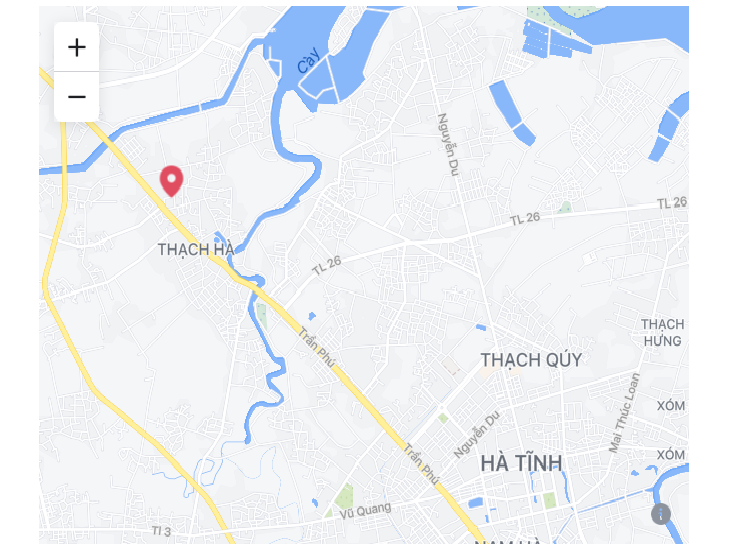 +
Cày
−
Nguyễn Du
TL 26
TL 26
THẠCH HÀ
TL 26
THẠCH
HƯNG
Trần Phú
THẠCH QÚY
Mai Thúc Loan
XÓM
Nguyễn Du
Trần Phú
XÓM
HÀ TĨNH
i
Vũ Quang
Tl 3
NAM HÀ